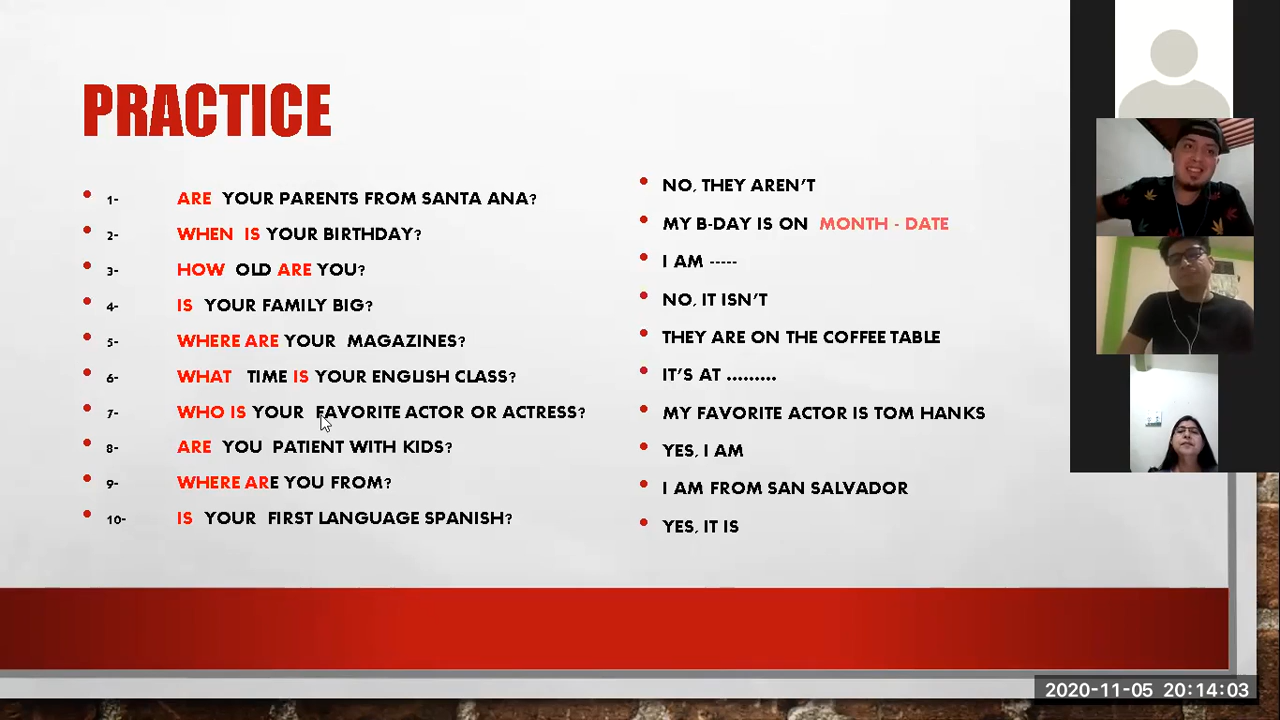 PRACTICE
1- ARE YOUR PARENTS FROM SANTA ANA?
2- WHEN IS YOUR BIRTHDAY?
3- HOW OLD ARE YOU?
4- IS YOUR FAMILY BIG?
5- WHERE ARE YOUR MAGAZINES?
6- WHAT TIME IS YOUR ENGLISH CLASS?
7- WHO IS YOUR FAVORITE ACTOR OR ACTRESS?
8- ARE YOU PATIENT WITH KIDS?
9- WHERE ARE YOU FROM?
10- IS YOUR FIRST LANGUAGE SPANISH?
NO, THEY AREN'T
MY B-DAY IS ON MONTH - DATE
I AM -----
NO, IT ISN'T
THEY ARE ON THE COFFEE TABLE
IT'S AT .........
MY FAVORITE ACTOR IS TOM HANKS
YES, I AM
I AM FROM SAN SALVADOR
YES, IT IS
2020-11-05 20:14:03